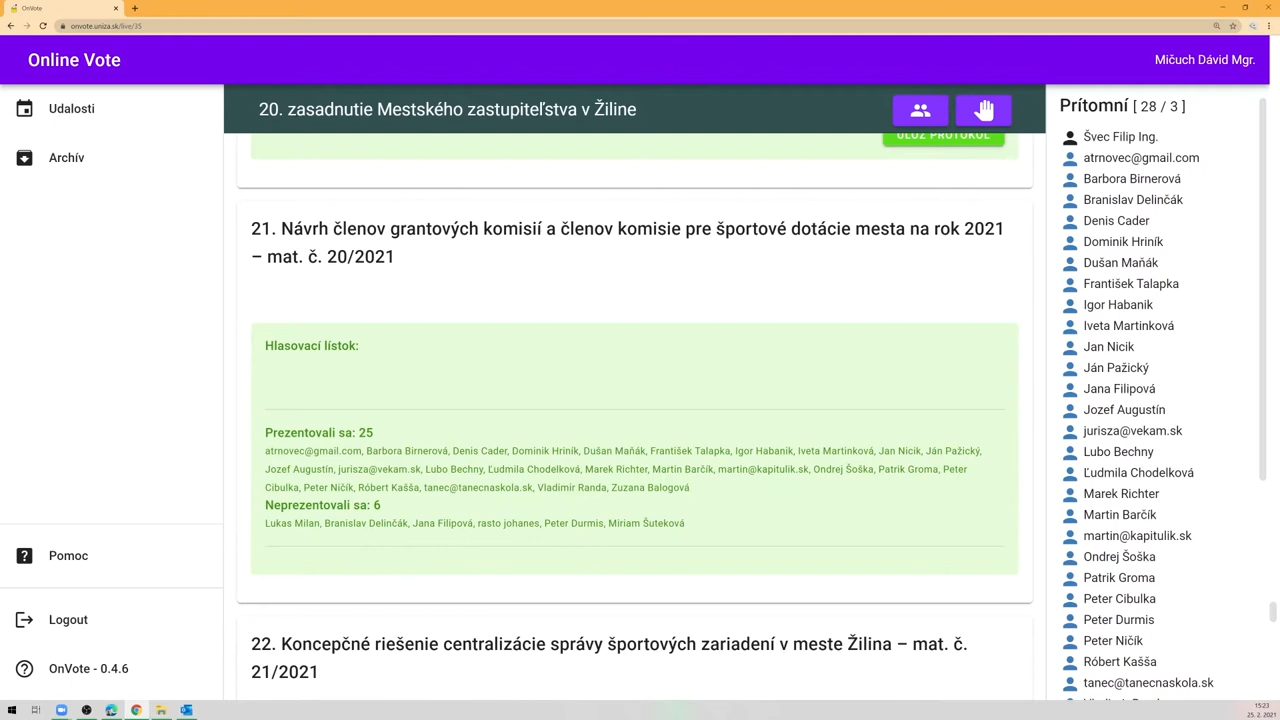 OnVote
onvote.uniza.sk/live/35
Online Vote
Mičuch Dávid Mgr.
Udalosti
Archív
Pomoc
Logout
OnVote - 0.4.6
20. zasadnutie Mestského zastupiteľstva v Žiline
ULOŽ PROTOKOL
21. Návrh členov grantových komisií a členov komisie pre športové dotácie mesta na rok 2021
– mat. č. 20/2021
Hlasovací lístok:
Prezentovali sa: 25
atrnovec@gmail.com, Barbora Birnerová, Denis Cader, Dominik Hriník, Dušan Maňák, František Talapka, Igor Habanik, Iveta Martinková, Jan Nicik, Ján Pažický,
Jozef Augustín, jurisza@vekam.sk, Lubo Bechny, Ľudmila Chodelková, Marek Richter, Martin Barčík, martin@kapitulik.sk, Ondrej Šoška, Patrik Groma, Peter
Cibulka, Peter Ničík, Róbert Kašša, tanec@tanecnaskola.sk, Vladimir Randa, Zuzana Balogová
Neprezentovali sa: 6
Lukas Milan, Branislav Delinčák, Jana Filipová, rasto johanes, Peter Durmis, Miriam Šuteková
22. Koncepčné riešenie centralizácie správy športových zariadení v meste Žilina – mat. č.
21/2021
Prítomní [ 28 / 3 ]
Švec Filip Ing.
atrnovec@gmail.com
Barbora Birnerová
Branislav Delinčák
Denis Cader
Dominik Hriník
Dušan Maňák
František Talapka
Igor Habanik
Iveta Martinková
Jan Nicik
Ján Pažický
Jana Filipová
Jozef Augustín
jurisza@vekam.sk
Lubo Bechny
Ľudmila Chodelková
Marek Richter
Martin Barčík
martin@kapitulik.sk
Ondrej Šoška
Patrik Groma
Peter Cibulka
Peter Durmis
Peter Ničík
Róbert Kašša
tanec@tanecnaskola.sk
15:23
25. 2. 2021